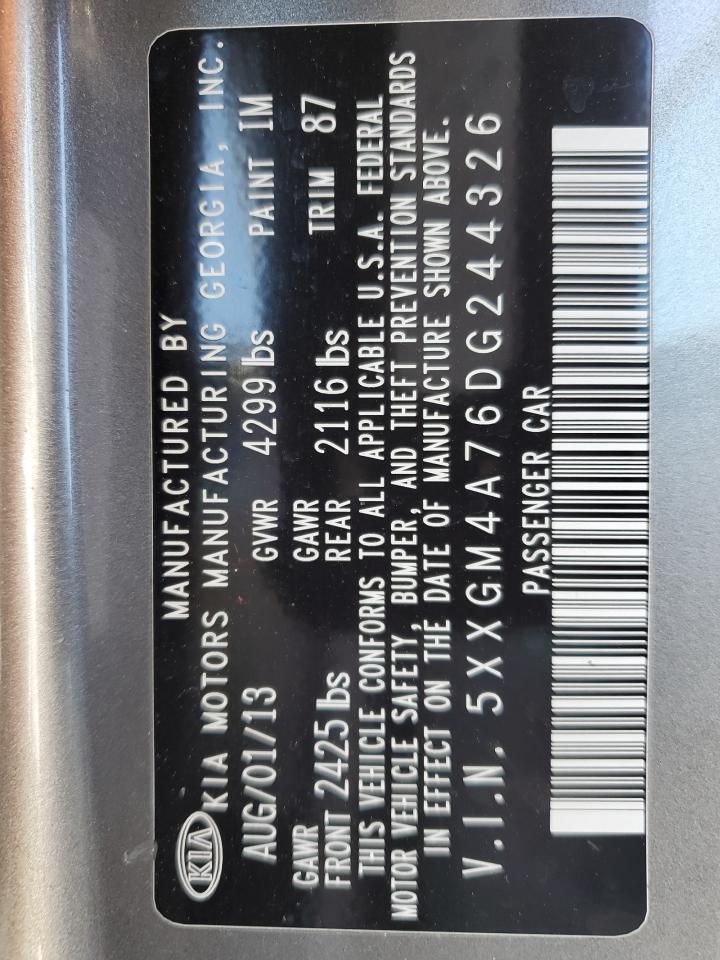 MANUFACTURED BY
KIA KIA MOTORS MANUFACTURING GEORGIA, INC.
AUG/01/13 GVWR 4299 lbs PAINT IM
GAWR FRONT 2425 lbs GAWR REAR 2116 lbs TRIM 87
THIS VEHICLE CONFORMS TO ALL APPLICABLE U.S.A. FEDERAL
MOTOR VEHICLE SAFETY, BUMPER, AND THEFT PREVENTION STANDARDS
IN EFFECT ON THE DATE OF MANUFACTURE SHOWN ABOVE.
V.I.N. 5XXGM4A76DG244326
PASSENGER CAR